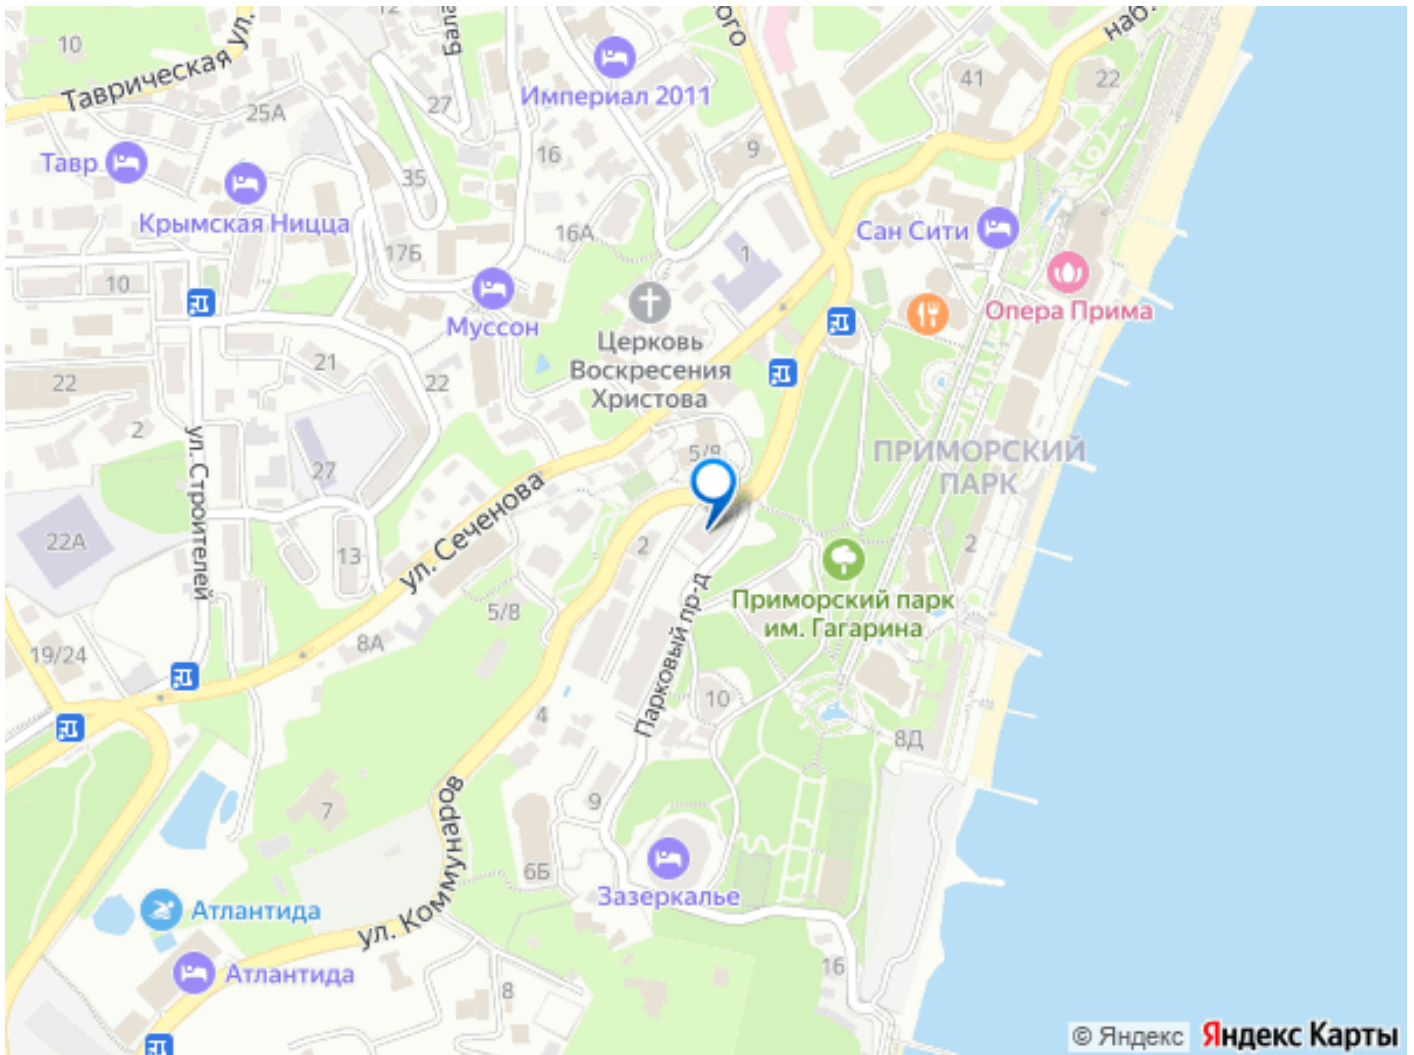 ого
наб.
10
Бала
Таврическая ул.
25А
27
Империал 2011
41
22
Тавр
16
9
35
Крымская Ницца
17Б
16А
1
Сан Сити
10
Муссон
Опера Прима
Церковь
Воскресения
Христова
21
22
22
2
ул. Строителей
27
5/9
ПРИМОРСКИЙ
ПАРК
22А
13
ул. Сеченова
2
2
Приморский парк
им. Гагарина
5/8
8А
19/24
Парковый пр-д
10
4
8Д
7
9
ул. Коммунаров
6Б
Зазеркалье
Атлантида
Атлантида
8
16
© Яндекс Яндекс Карты